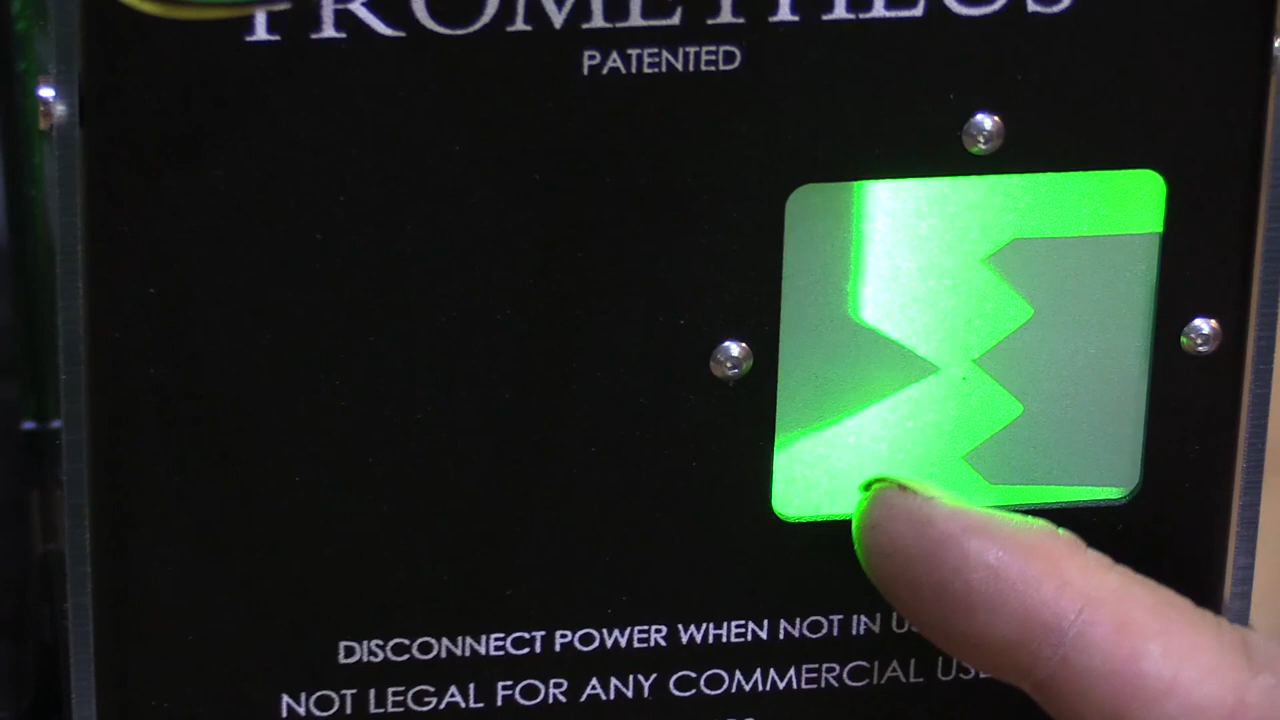 PROMETHEUS
PATENTED
DISCONNECT POWER WHEN NOT IN
NOT LEGAL FOR ANY COMMERCIAL